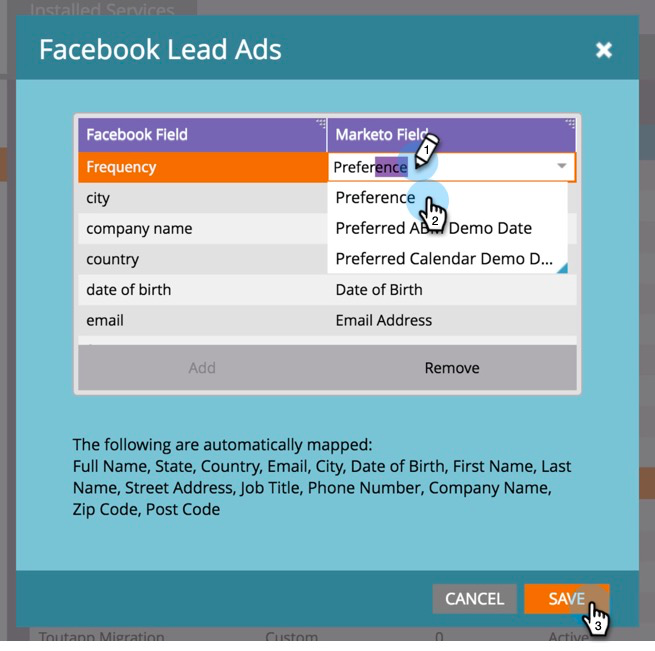 Installed Services
Facebook Lead Ads
Facebook Field Marketo Field
Frequency Preference
city Preference
company name Preferred ABM Demo Date
country Preferred Calendar Demo D...
date of birth Date of Birth
email Email Address
Add Remove
The following are automatically mapped:
Full Name, State, Country, Email, City, Date of Birth, First Name, Last
Name, Street Address, Job Title, Phone Number, Company Name,
Zip Code, Post Code
CANCEL SAVE
Toutapp Migration Custom 0 Active
1
2
3